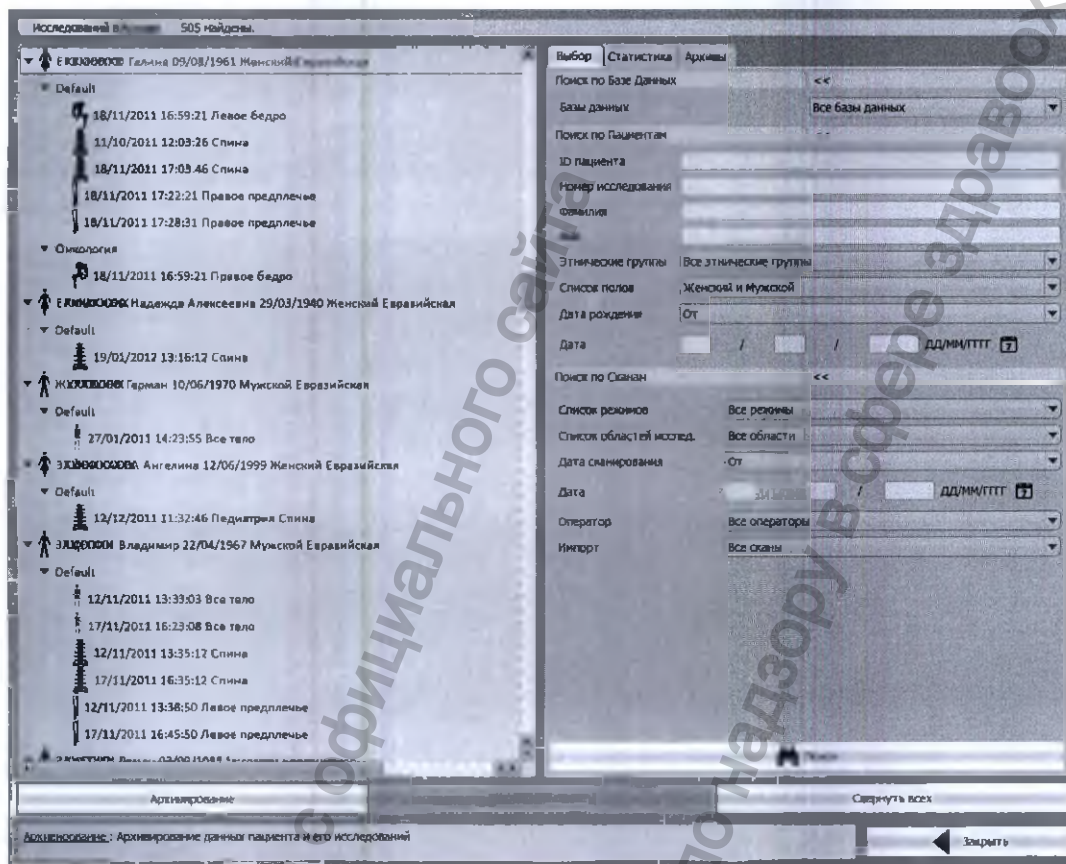 Исследований в 505 найдены.
Галина 09/08/1961 Женский
Default
18/11/2011 16:59:21 Левое бедро
11/10/2011 12:03:26 Спина
18/11/2011 17:03:46 Спина
18/11/2011 17:22:21 Правое предплечье
18/11/2011 17:28:31 Правое предплечье
Онкология
18/11/2011 16:59:21 Правое бедро
Надежда Алексеевна 29/03/1940 Женский Евразийская
Default
19/01/2012 13:16:12 Спина
Герман 10/06/1970 Мужской Евразийская
Default
27/01/2011 14:23:55 Все тело
Ангелина 12/06/1999 Женский Евразийская
Default
12/12/2011 11:32:46 Педиатрия Спина
Владимир 22/04/1967 Мужской Евразийская
Default
12/11/2011 13:33:03 Все тело
17/11/2011 16:23:08 Все тело
12/11/2011 13:35:12 Спина
17/11/2011 16:35:12 Спина
12/11/2011 13:38:50 Левое предплечье
17/11/2011 16:45:50 Левое предплечье
Выбор Статистика Архивы
Поиск по Базе Данных <<
Базы данных Все базы данных
Поиск по Пациентам
ID пациента
Номер исследования
Фамилия
Этнические группы Все этнические группы
Список полов Женский и Мужской
Дата рождения От
Дата / / ДД/ММ/ГГГГ
Поиск по Сканам <<
Список режимов Все режимы
Список областей исслед. Все области
Дата сканирования От
Дата / ДД/ММ/ГГГГ
Оператор Все операторы
Импорт Все сканы
Поиск
Архивирование Свернуть всех
Архивирование : Архивирование данных пациента и его исследований
Закрыть
с официального сайта
по надзору в сфере здравоох